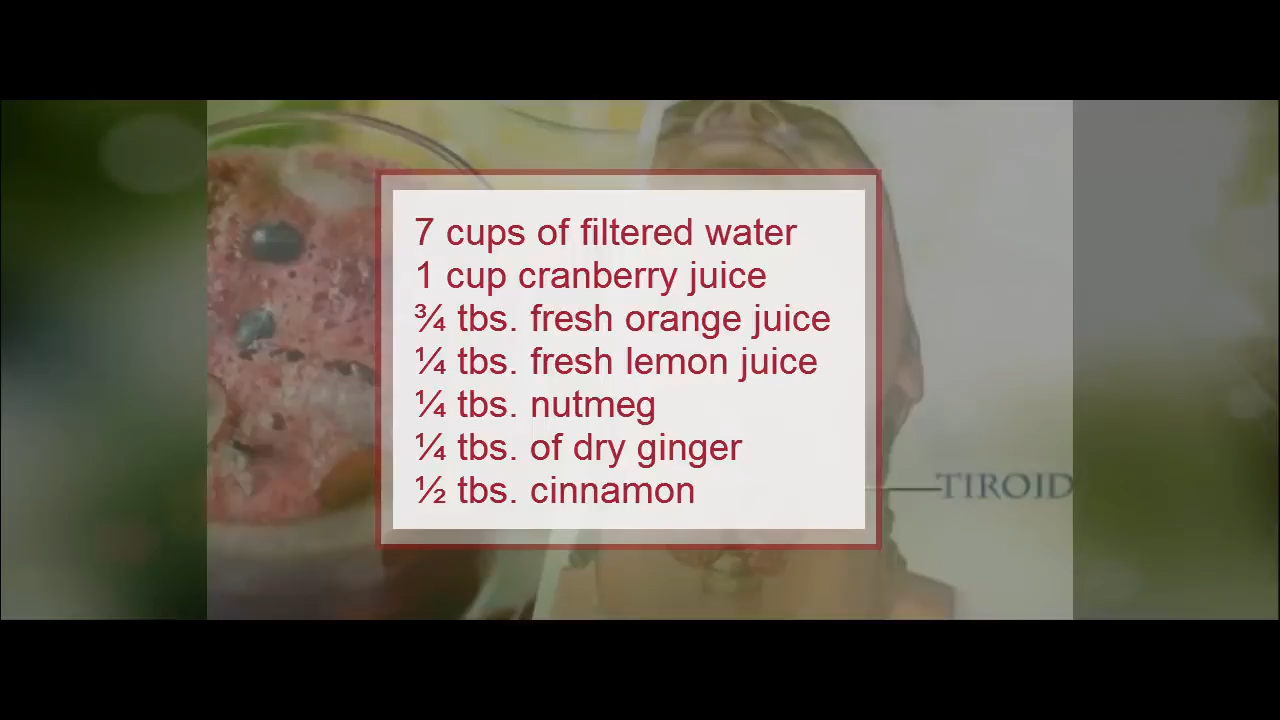 7 cups of filtered water
1 cup cranberry juice
¾ tbs. fresh orange juice
¼ tbs. fresh lemon juice
¼ tbs. nutmeg
¼ tbs. of dry ginger
½ tbs. cinnamon
TIROID